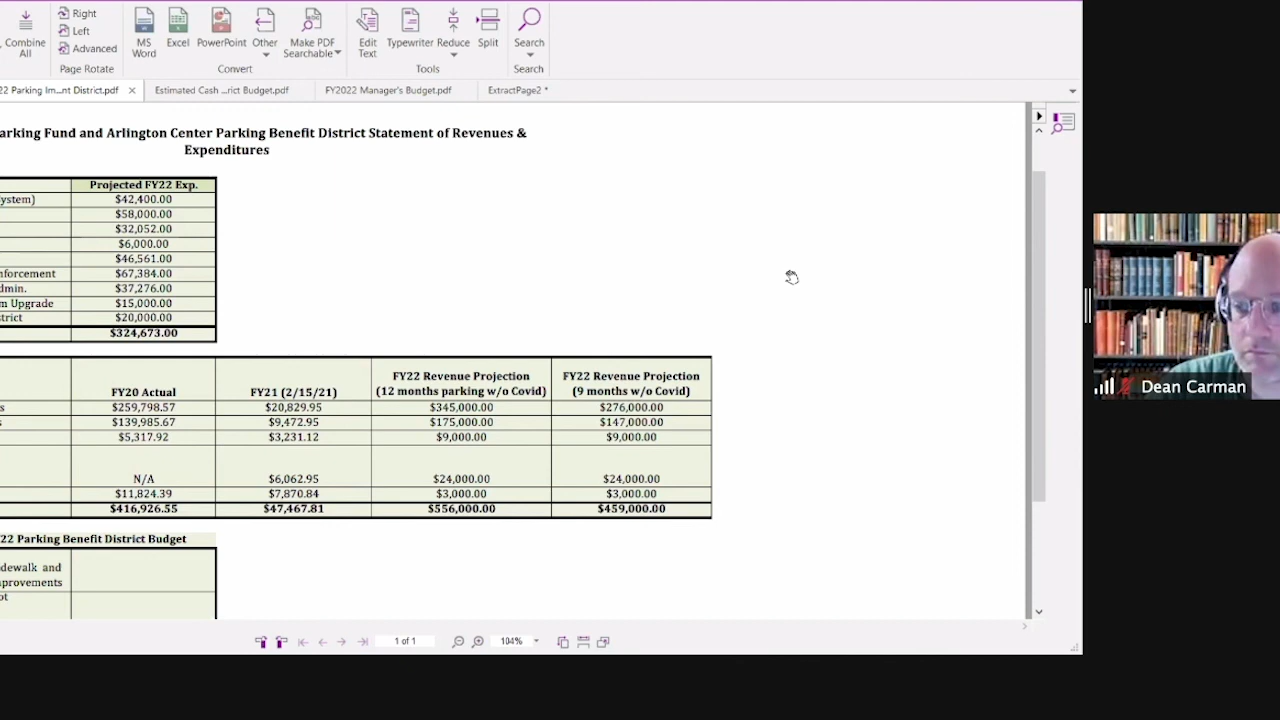 Right
Left
Advanced
Combine All
Page Rotate
MS Word
Excel
PowerPoint
Other
Make PDF Searchable
Convert
Edit Text
Typewriter
Reduce
Split
Tools
Search
Search
22 Parking Im...nt District.pdf
Estimated Cash ...rict Budget.pdf
FY2022 Manager's Budget.pdf
ExtractPage2 *
arking Fund and Arlington Center Parking Benefit District Statement of Revenues &
Expenditures
Projected FY22 Exp.
ystem) $42,400.00
$58,000.00
$32,052.00
$6,000.00
$46,561.00
nforcement $67,384.00
dmin. $37,276.00
m Upgrade $15,000.00
strict $20,000.00
$324,673.00
FY20 Actual FY21 (2/15/21) FY22 Revenue Projection (12 months parking w/o Covid) FY22 Revenue Projection (9 months w/o Covid)
s $259,798.57 $20,829.95 $345,000.00 $276,000.00
s $139,985.67 $9,472.95 $175,000.00 $147,000.00
$5,317.92 $3,231.12 $9,000.00 $9,000.00
N/A $6,062.95 $24,000.00 $24,000.00
$11,824.39 $7,870.84 $3,000.00 $3,000.00
$416,926.55 $47,467.81 $556,000.00 $459,000.00
22 Parking Benefit District Budget
dewalk and
provements
ot
1 of 1
104%
Dean Carman